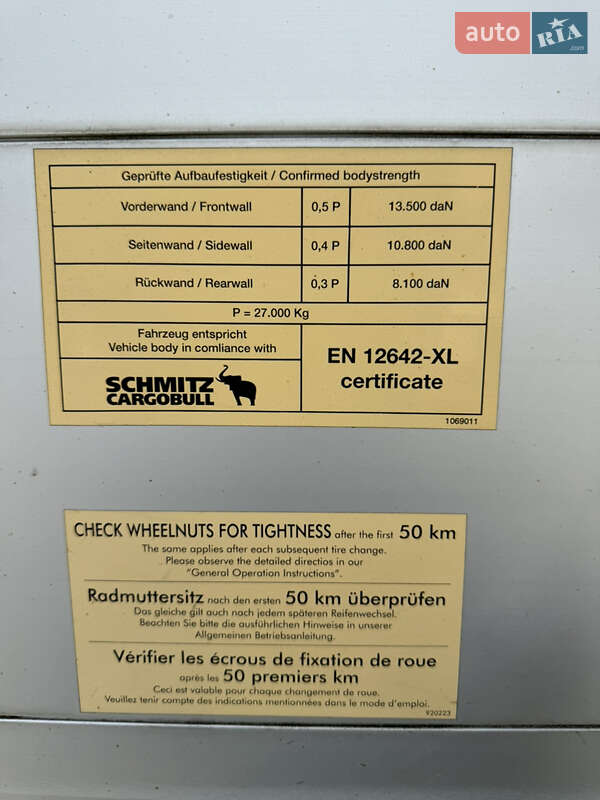 auto RIA .com
Geprüfte Aufbaufestigkeit / Confirmed bodystrength
Vorderwand / Frontwall 0,5 P 13.500 daN
Seitenwand / Sidewall 0,4 P 10.800 daN
Rückwand / Rearwall 0,3 P 8.100 daN
P = 27.000 Kg
Fahrzeug entspricht
Vehicle body in comliance with
SCHMITZ
CARGOBULL
EN 12642-XL
certificate
1069011
CHECK WHEELNUTS FOR TIGHTNESS after the first 50 km
The same applies after each subsequent tire change.
Please observe the detailed directios in our
"General Operation Instructions".
Radmuttersitz nach den ersten 50 km überprüfen
Das gleiche gilt auch nach jedem späteren Reifenwechsel.
Beachten Sie bitte die ausführlichen Hinweise in unserer
Allgemeinen Betriebsanleitung.
Vérifier les écrous de fixation de roue
après les 50 premiers km
Ceci est valable pour chaque changement de roue.
Veuillez tenir compte des indications mentionnées dans le mode d'emploi.
920223